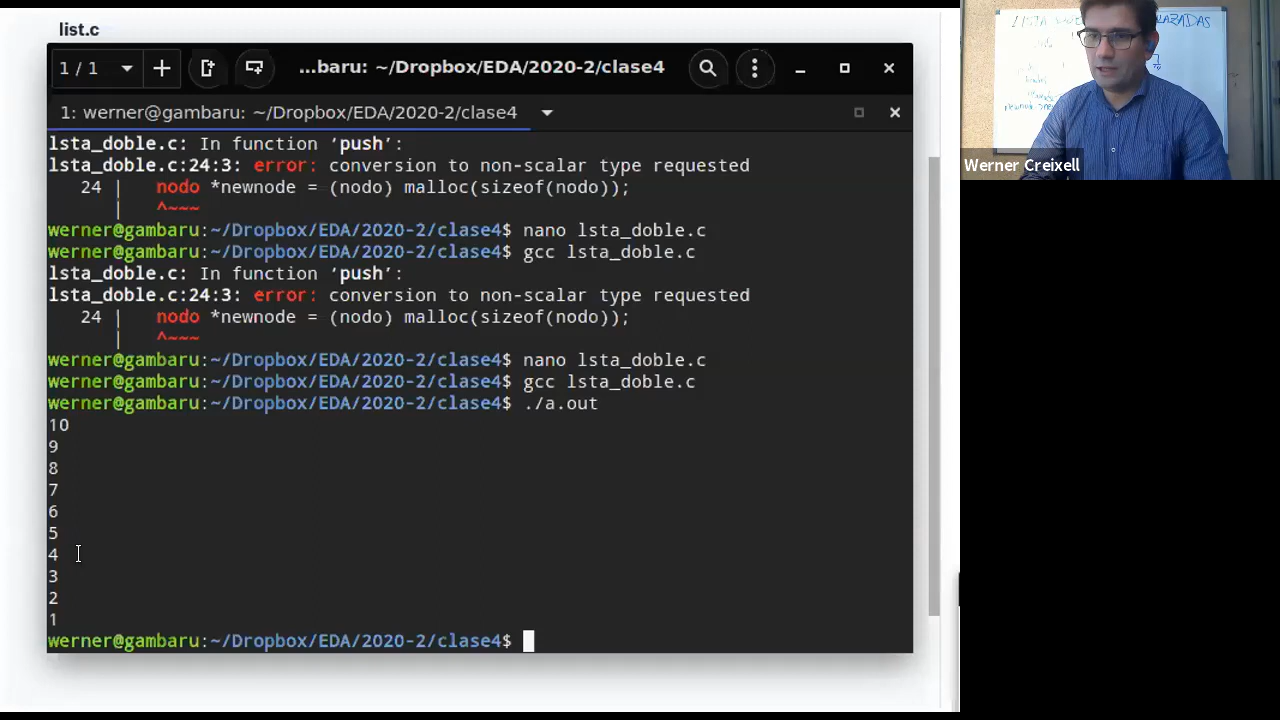 list.c
1 / 1
...baru: ~/Dropbox/EDA/2020-2/clase4
1: werner@gambaru: ~/Dropbox/EDA/2020-2/clase4
lsta_doble.c: In function ‘push’:
lsta_doble.c:24:3: error: conversion to non-scalar type requested
24 | nodo *newnode = (nodo) malloc(sizeof(nodo));
| ^~~~
werner@gambaru:~/Dropbox/EDA/2020-2/clase4$ nano lsta_doble.c
werner@gambaru:~/Dropbox/EDA/2020-2/clase4$ gcc lsta_doble.c
lsta_doble.c: In function ‘push’:
lsta_doble.c:24:3: error: conversion to non-scalar type requested
24 | nodo *newnode = (nodo) malloc(sizeof(nodo));
| ^~~~
werner@gambaru:~/Dropbox/EDA/2020-2/clase4$ nano lsta_doble.c
werner@gambaru:~/Dropbox/EDA/2020-2/clase4$ gcc lsta_doble.c
werner@gambaru:~/Dropbox/EDA/2020-2/clase4$ ./a.out
10
9
8
7
6
5
4
3
2
1
werner@gambaru:~/Dropbox/EDA/2020-2/clase4$
LISTA
Werner Creixell